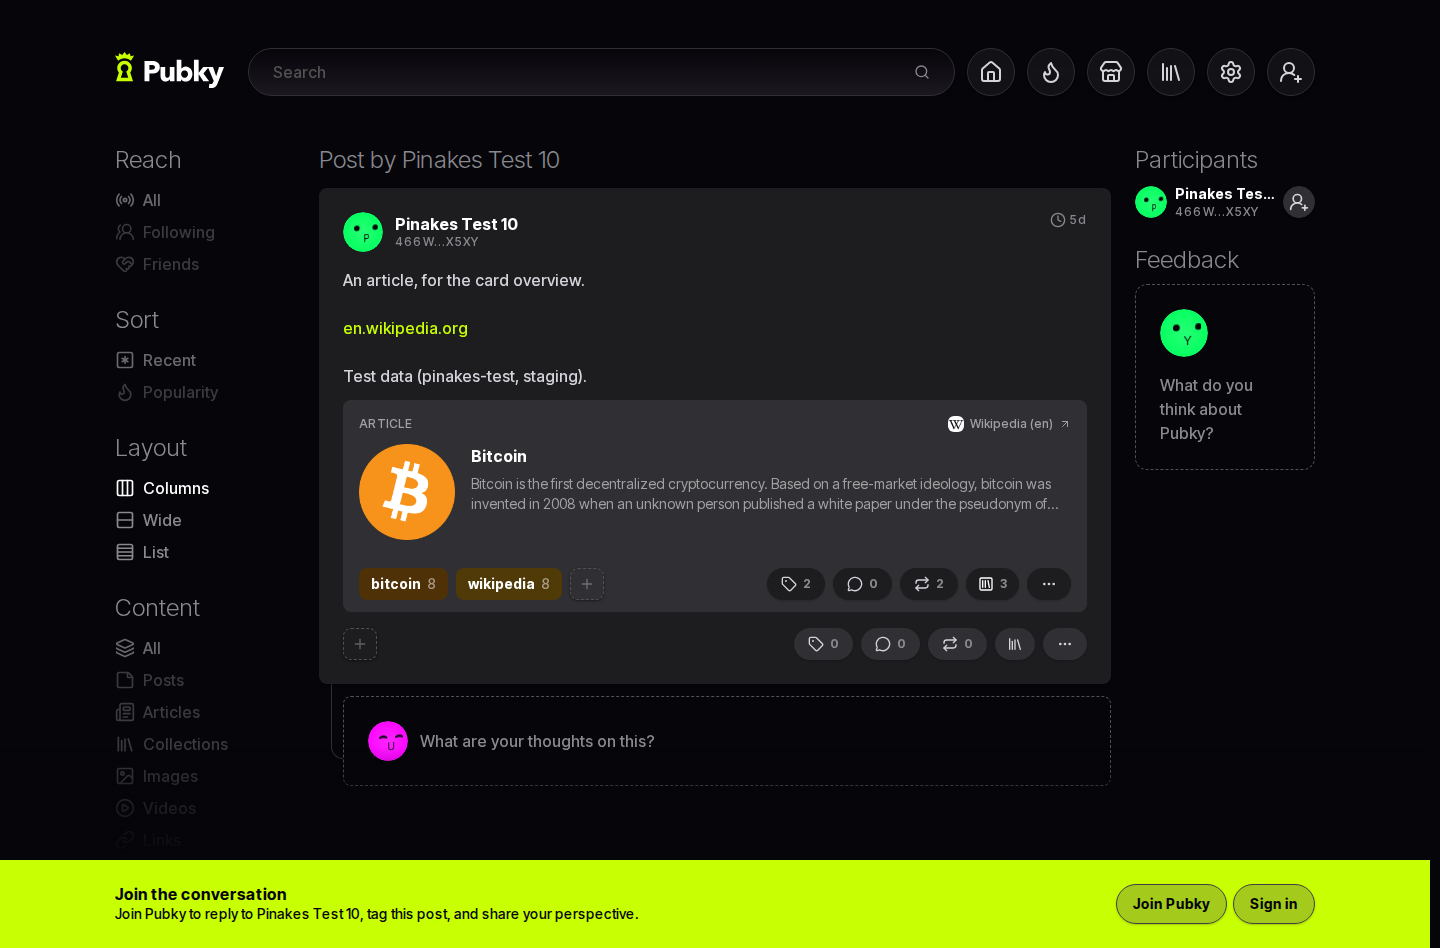 Pubky
Search
Reach
All
Following
Friends
Sort
Recent
Popularity
Layout
Columns
Wide
List
Content
All
Posts
Articles
Collections
Images
Videos
Links
Post by Pinakes Test 10
P
Pinakes Test 10
466W...X5XY
5d
An article, for the card overview.
en.wikipedia.org
Test data (pinakes-test, staging).
ARTICLE
W
Wikipedia (en)
Bitcoin
Bitcoin is the first decentralized cryptocurrency. Based on a free-market ideology, bitcoin was
invented in 2008 when an unknown person published a white paper under the pseudonym of...
bitcoin 8
wikipedia 8
2
0
2
3
0
0
0
U
What are your thoughts on this?
Participants
P
Pinakes Tes...
466W...X5XY
Feedback
Y
What do you
think about
Pubky?
Join the conversation
Join Pubky to reply to Pinakes Test 10, tag this post, and share your perspective.
Join Pubky
Sign in